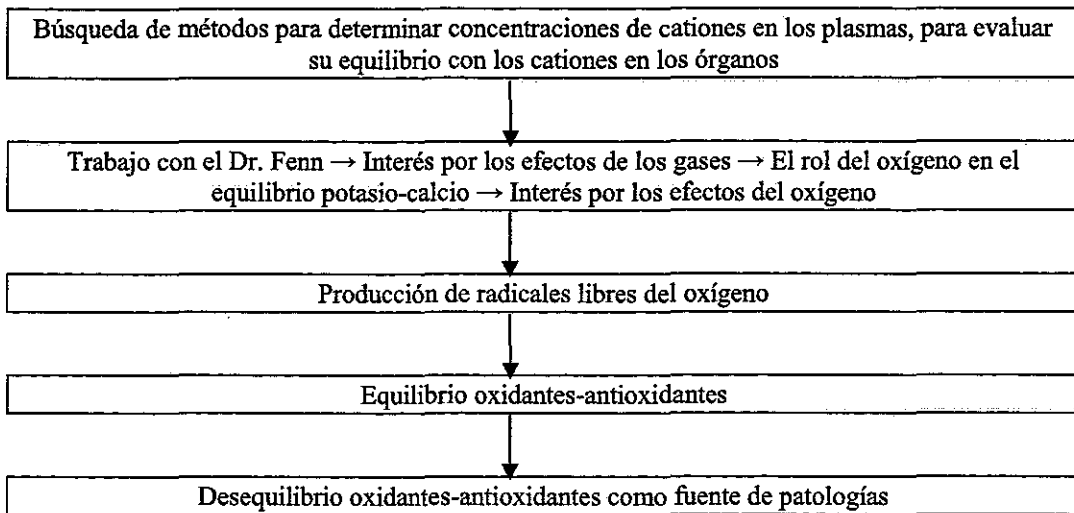 Búsqueda de métodos para determinar concentraciones de cationes en los plasmas, para evaluar
su equilibrio con los cationes en los órganos
Trabajo con el Dr. Fenn → Interés por los efectos de los gases → El rol del oxígeno en el
equilibrio potasio-calcio → Interés por los efectos del oxígeno
Producción de radicales libres del oxígeno
Equilibrio oxidantes-antioxidantes
Desequilibrio oxidantes-antioxidantes como fuente de patologías